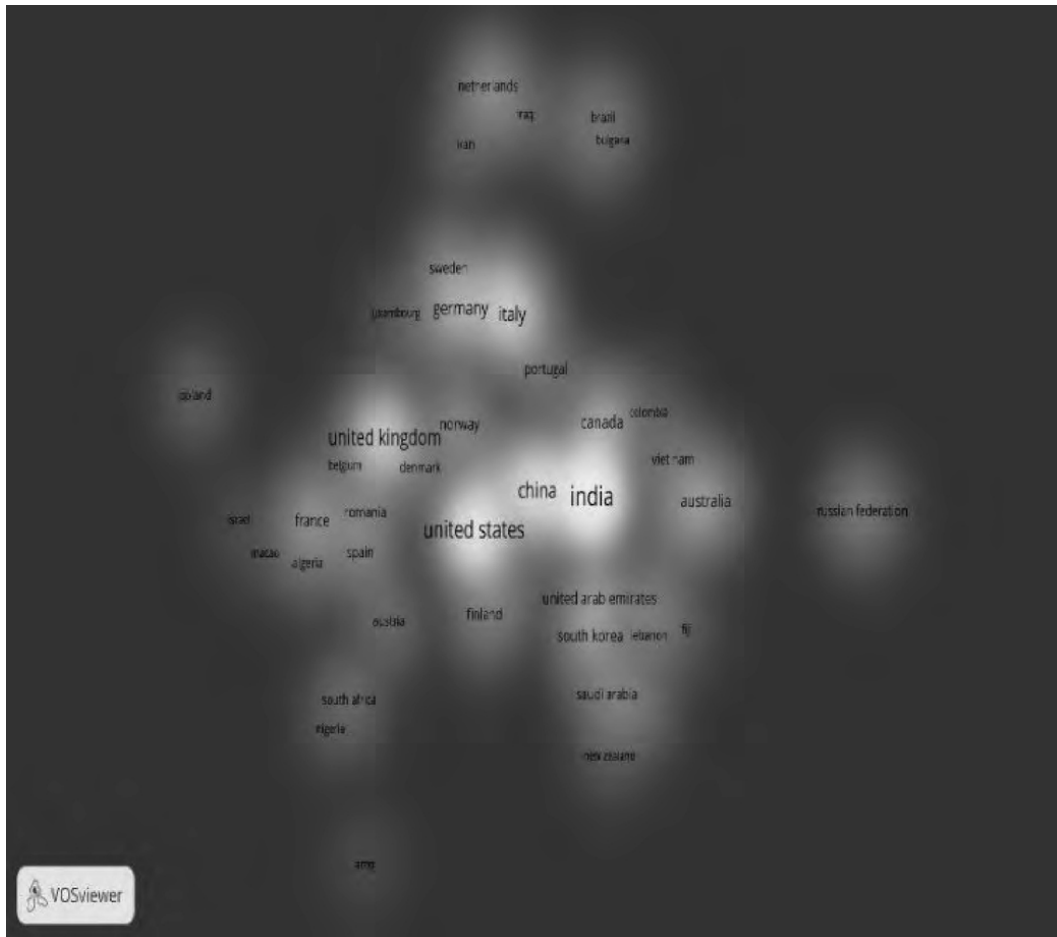 netherlands
iraq
brazil
iran
bulgaria
sweden
luxembourg
germany
italy
portugal
poland
canada
colombia
norway
united kingdom
belgium
denmark
viet nam
china
india
australia
israel
france
romania
russian federation
united states
macao
algeria
spain
united arab emirates
finland
austria
south korea
lebanon
fiji
saudi arabia
south africa
nigeria
new zealand
VOSviewer